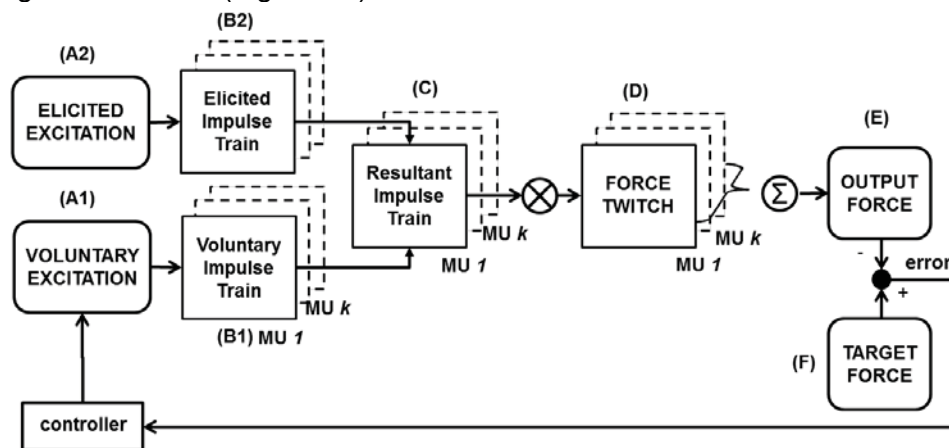 (B2)
(A2)
(C)
(D)
ELICITED
EXCITATION
Elicited
Impulse
Train
(E)
Resultant
Impulse
Train
FORCE
TWITCH
Σ
OUTPUT
FORCE
(A1)
VOLUNTARY
EXCITATION
Voluntary
Impulse
Train
MU k
MU 1
MU k
MU 1
-
error
+
MU k
(B1) MU 1
(F)
TARGET
FORCE
controller